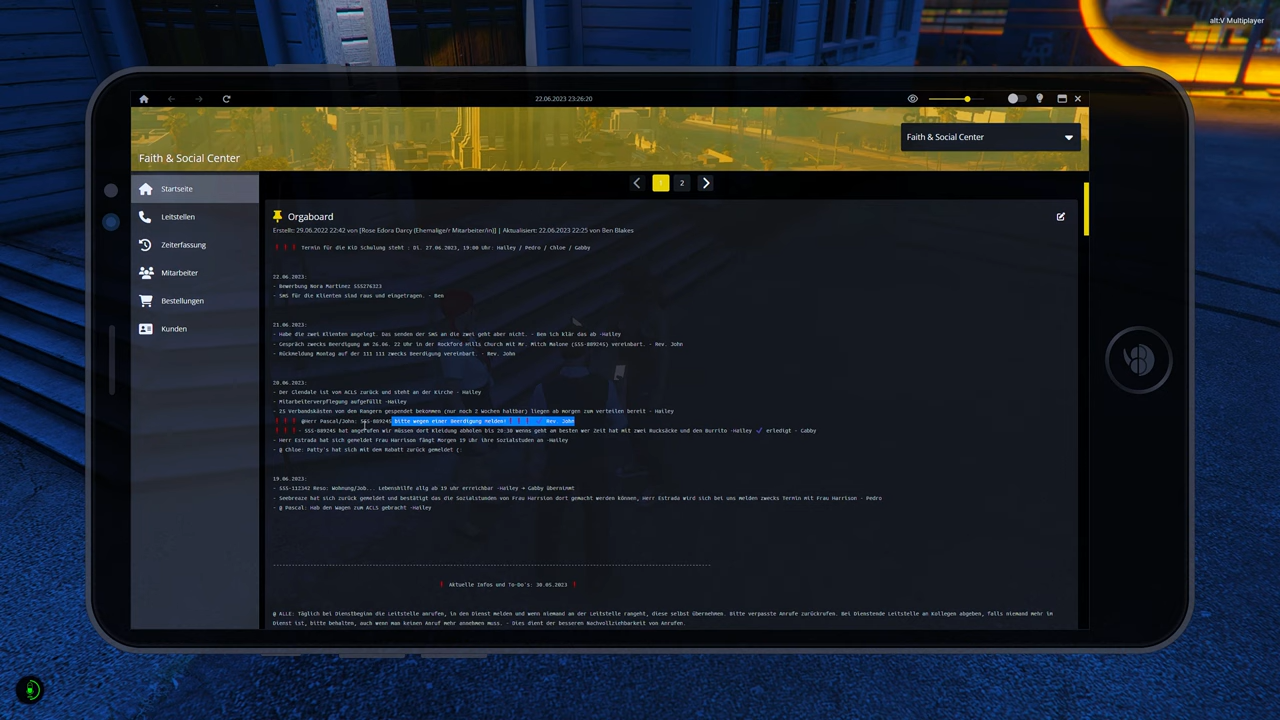 alt:V Multiplayer
22.06.2023 23:26:20
Faith & Social Center
Faith & Social Center
Startseite
Leitstellen
Zeiterfassung
Mitarbeiter
Bestellungen
Kunden
1 2
Orgaboard
Erstellt: 29.06.2022 22:42 von [Rose Edora Darcy (Ehemalige/r Mitarbeiter/in)] | Aktualisiert: 22.06.2023 22:25 von Ben Blakes
❗❗❗ Termin für die KiD Schulung steht : Di. 27.06.2023, 19:00 Uhr: Hailey / Pedro / Chloe / Gabby
22.06.2023:
- Bewerbung Nora Martinez SSS276323
- SMS für die Klienten sind raus und eingetragen. - Ben
21.06.2023:
- Habe die zwei Klienten angelegt. Das senden der SMS an die zwei geht aber nicht. - Ben ich Klär das ab -Hailey
- Gespräch zwecks Beerdigung am 26.06. 22 Uhr in der Rockford Hills Church mit Mr. Mitch Malone (SSS-889245) vereinbart. - Rev. John
- Rückmeldung Montag auf der 111 111 zwecks Beerdigung vereinbart. - Rev. John
20.06.2023:
- Der Glendale ist vom ACLS zurück und steht an der Kirche - Hailey
- Mitarbeiterverpflegung aufgefüllt -Hailey
- 25 Verbandskästen von den Rangern gespendet bekommen (nur noch 2 Wochen haltbar) liegen ab morgen zum verteilen bereit - Hailey
❗❗❗ @Herr Pascal/John: SSS-889245 bitte wegen einer Beerdigung melden! ❗❗❗ - Rev. John
❗❗❗- SSS-889245 hat angerufen wir müssen dort Kleidung abholen bis 20:30 wenns geht am besten wer Zeit hat mit zwei Rucksäcke und den Burrito -Hailey ✓ erledigt - Gabby
- Herr Estrada hat sich gemeldet Frau Harrison fängt Morgen 19 uhr ihre Sozialstuden an -Hailey
- @ Chloe: Patty's hat sich mit dem Rabatt zurück gemeldet (:
19.06.2023:
- SSS-112342 Reso: Wohnung/Job... Lebenshilfe allg ab 19 uhr erreichbar -Hailey → Gabby übernimmt
- Seebreaze hat sich zurück gemeldet und bestätigt das die Sozialstunden von Frau Harrsion dort gemacht werden können, Herr Estrada wird sich bei uns melden zwecks Termin mit Frau Harrison - Pedro
- @ Pascal: Hab den Wagen zum ACLS gebracht -Hailey
❗ Aktuelle Infos und To-Do's: 30.05.2023 ❗
@ ALLE: Täglich bei Dienstbeginn die Leitstelle anrufen, in den Dienst melden und wenn niemand an der Leitstelle rangeht, diese selbst übernehmen. Bitte verpasste Anrufe zurückrufen. Bei Dienstende Leitstelle an Kollegen abgeben, falls niemand mehr im
Dienst ist, bitte behalten, auch wenn man keinen Anruf mehr annehmen muss. - Dies dient der besseren Nachvollziehbarkeit von Anrufen.